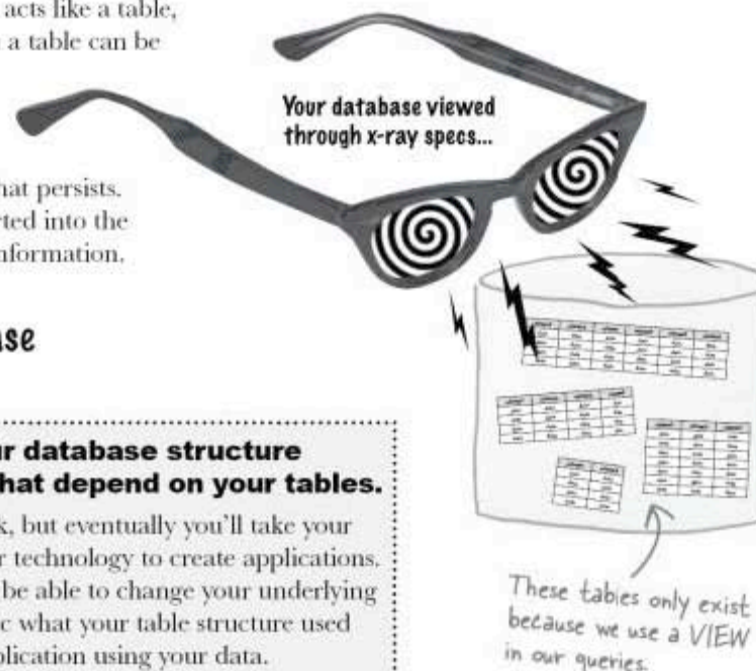 acts like a table,
a table can be
Your database viewed
through x-ray specs...
hat persists.
rted into the
nformation.
se
ur database structure
hat depend on your tables.
k, but eventually you'll take your
r technology to create applications.
be able to change your underlying
c what your table structure used
plication using your data.
These tables only exist
because we use a VIEW
in our queries.